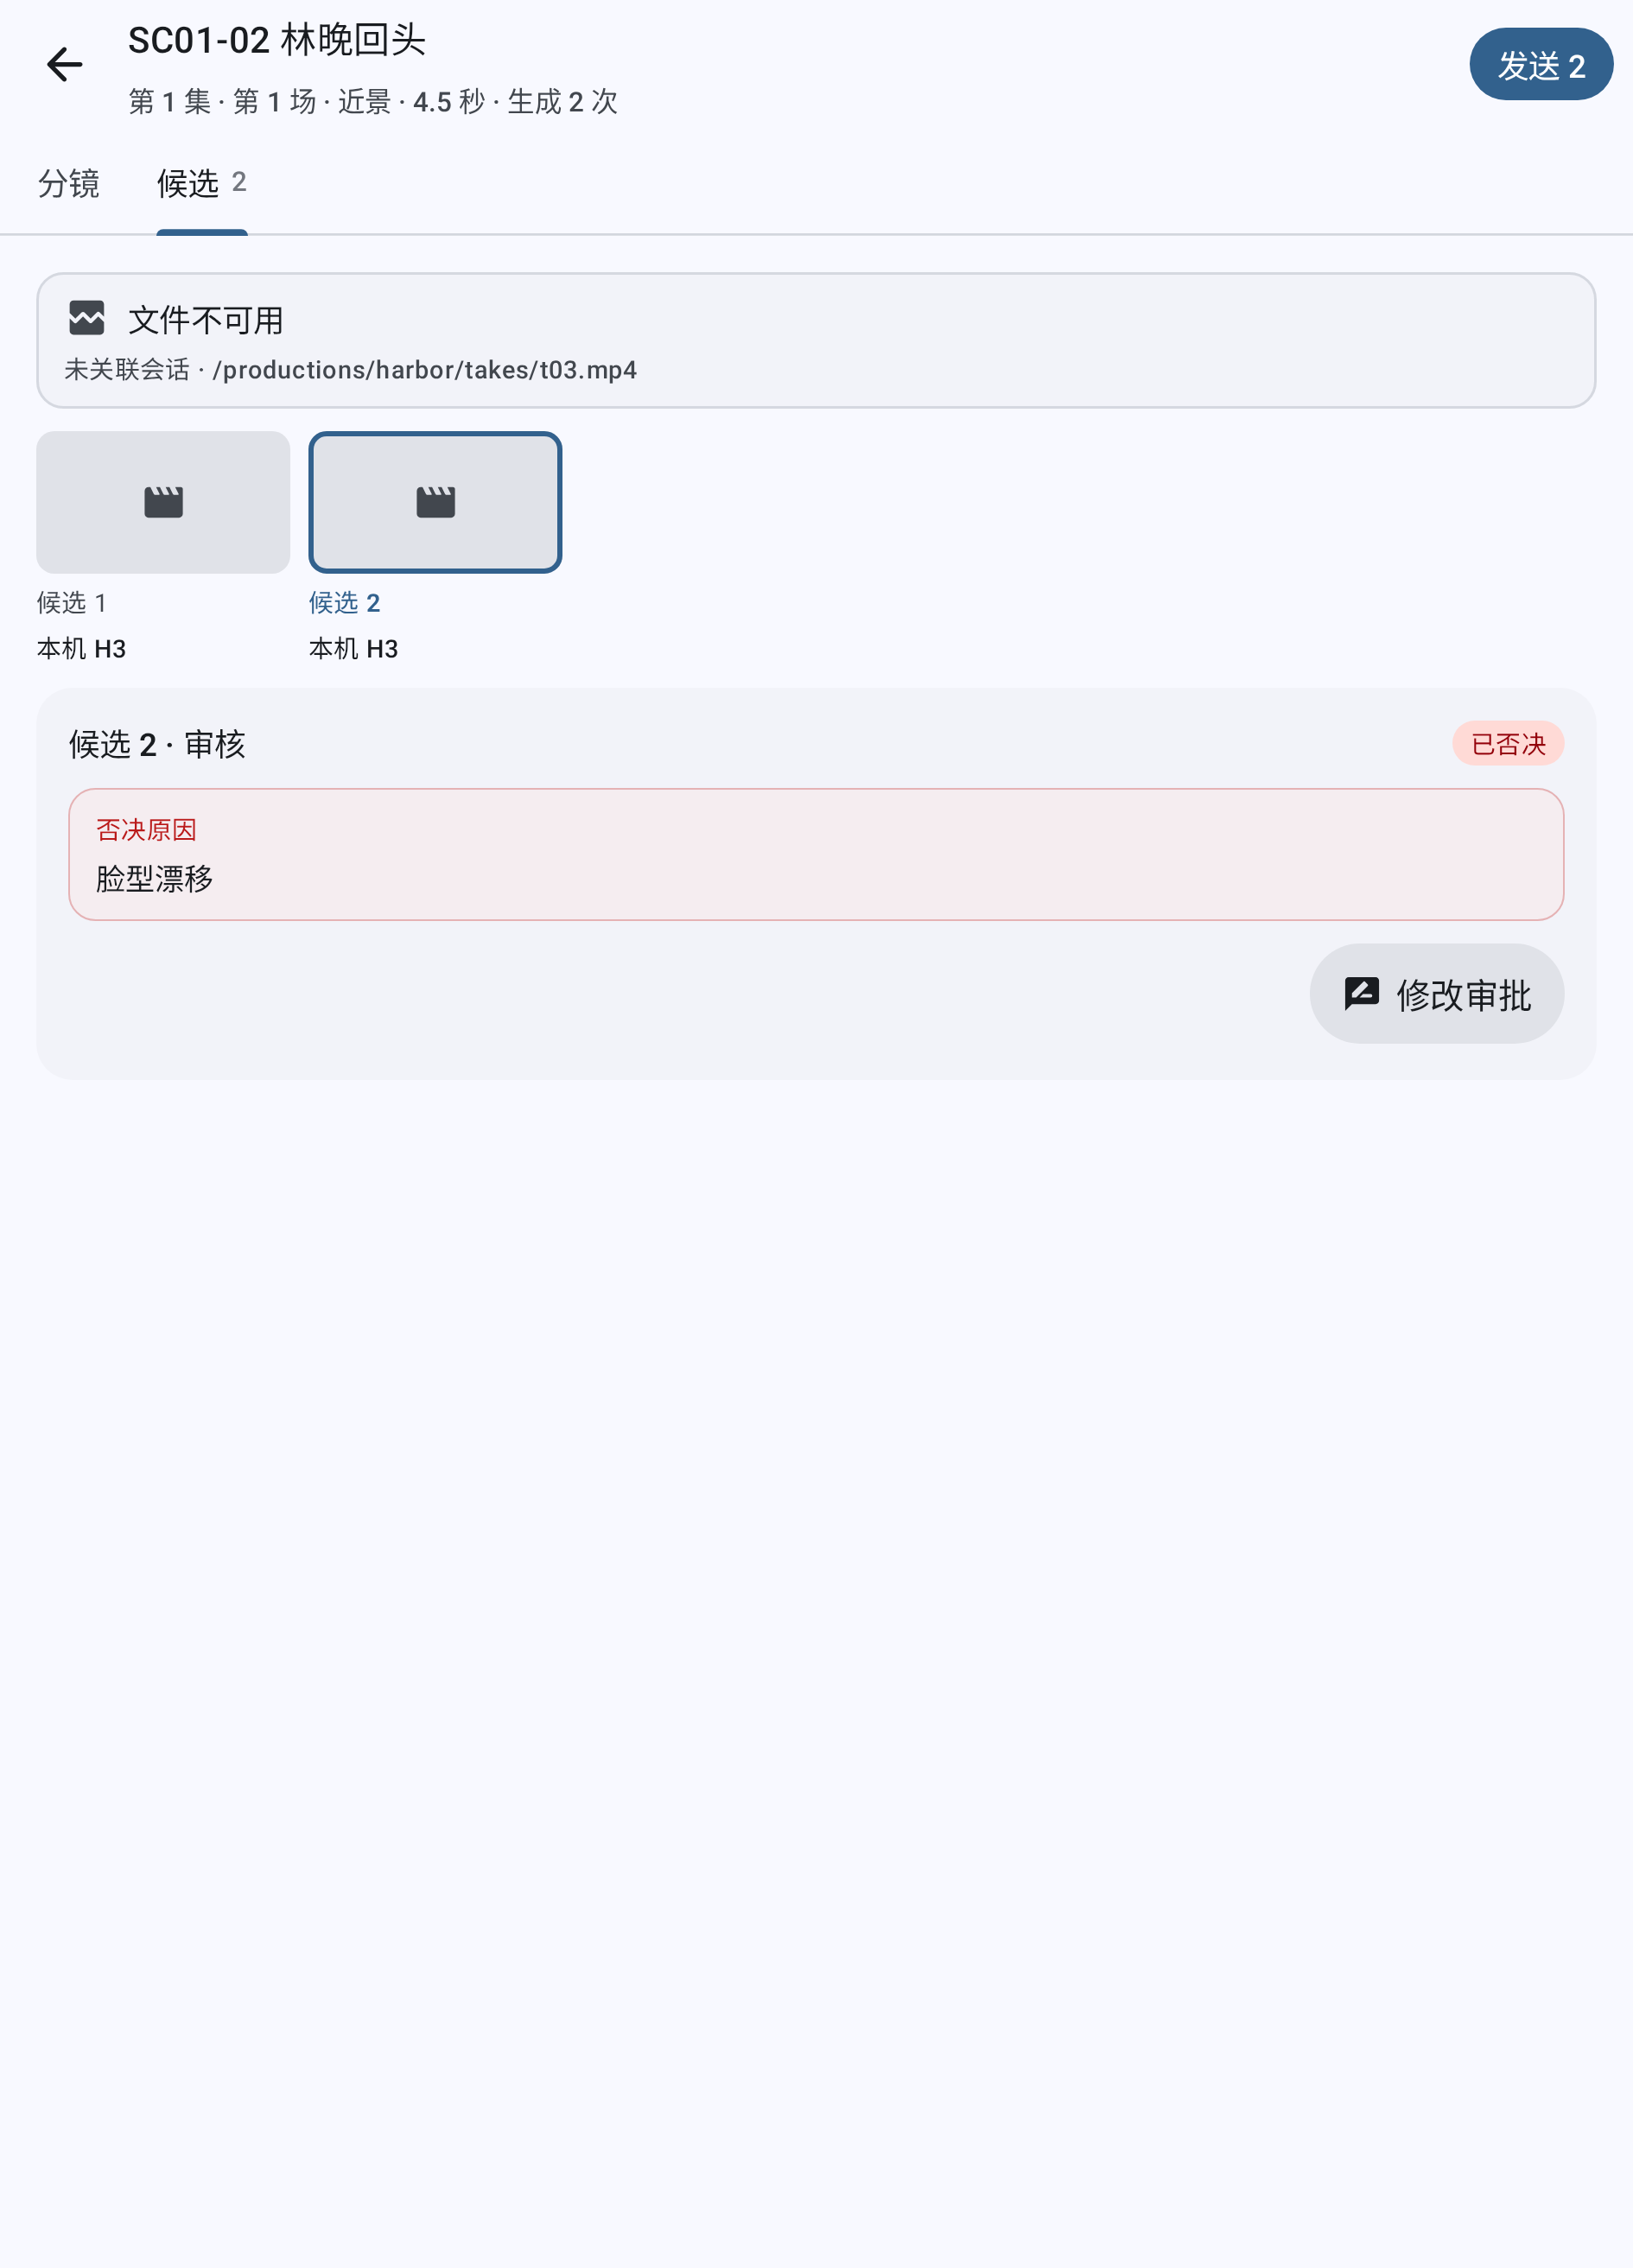 SC01-02 林晚回头
第 1 集 · 第 1 场 · 近景 · 4.5 秒 · 生成 2 次
发送 2
分镜 候选 2
文件不可用
未关联会话 · /productions/harbor/takes/t03.mp4
候选 1 候选 2
本机 H3 本机 H3
候选 2 · 审核 已否决
否决原因
脸型漂移
修改审批